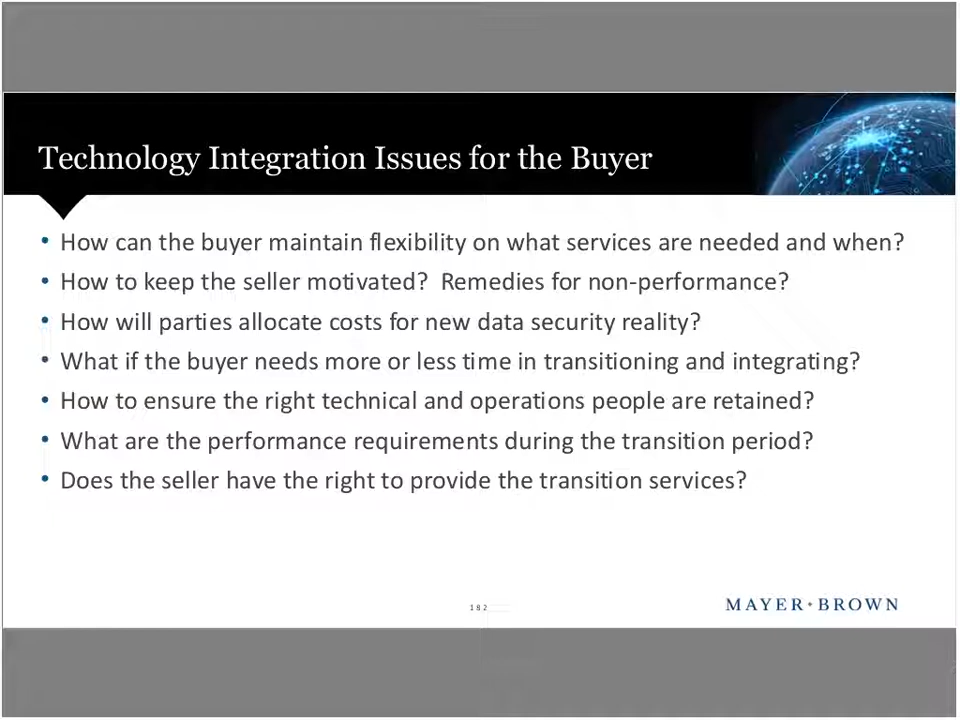 Technology Integration Issues for the Buyer
• How can the buyer maintain flexibility on what services are needed and when?
• How to keep the seller motivated?  Remedies for non-performance?
• How will parties allocate costs for new data security reality?
• What if the buyer needs more or less time in transitioning and integrating?
• How to ensure the right technical and operations people are retained?
• What are the performance requirements during the transition period?
• Does the seller have the right to provide the transition services?
182
MAYER•BROWN